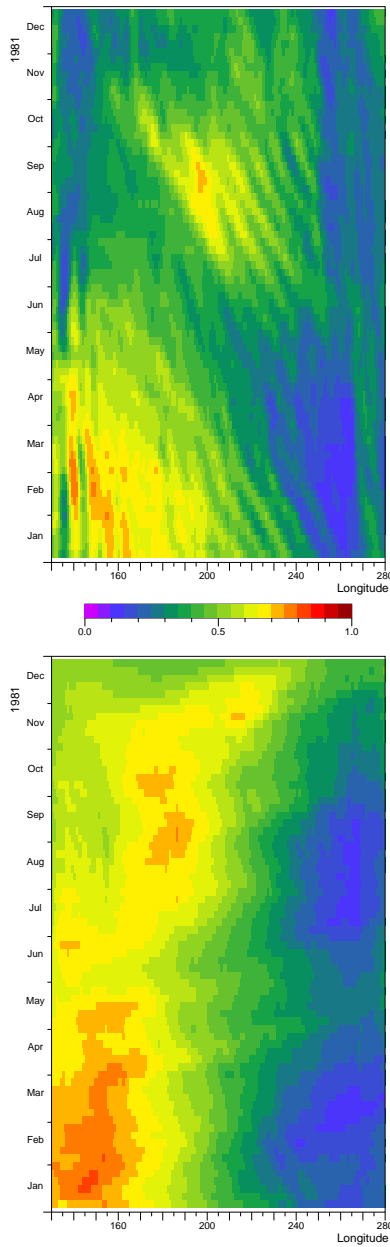 1981
Dec
Nov
Oct
Sep
Aug
Jul
Jun
May
Apr
Mar
Feb
Jan
160 200 240 280
Longitude
0.0 0.5 1.0
1981
Dec
Nov
Oct
Sep
Aug
Jul
Jun
May
Apr
Mar
Feb
Jan
160 200 240 280
Longitude